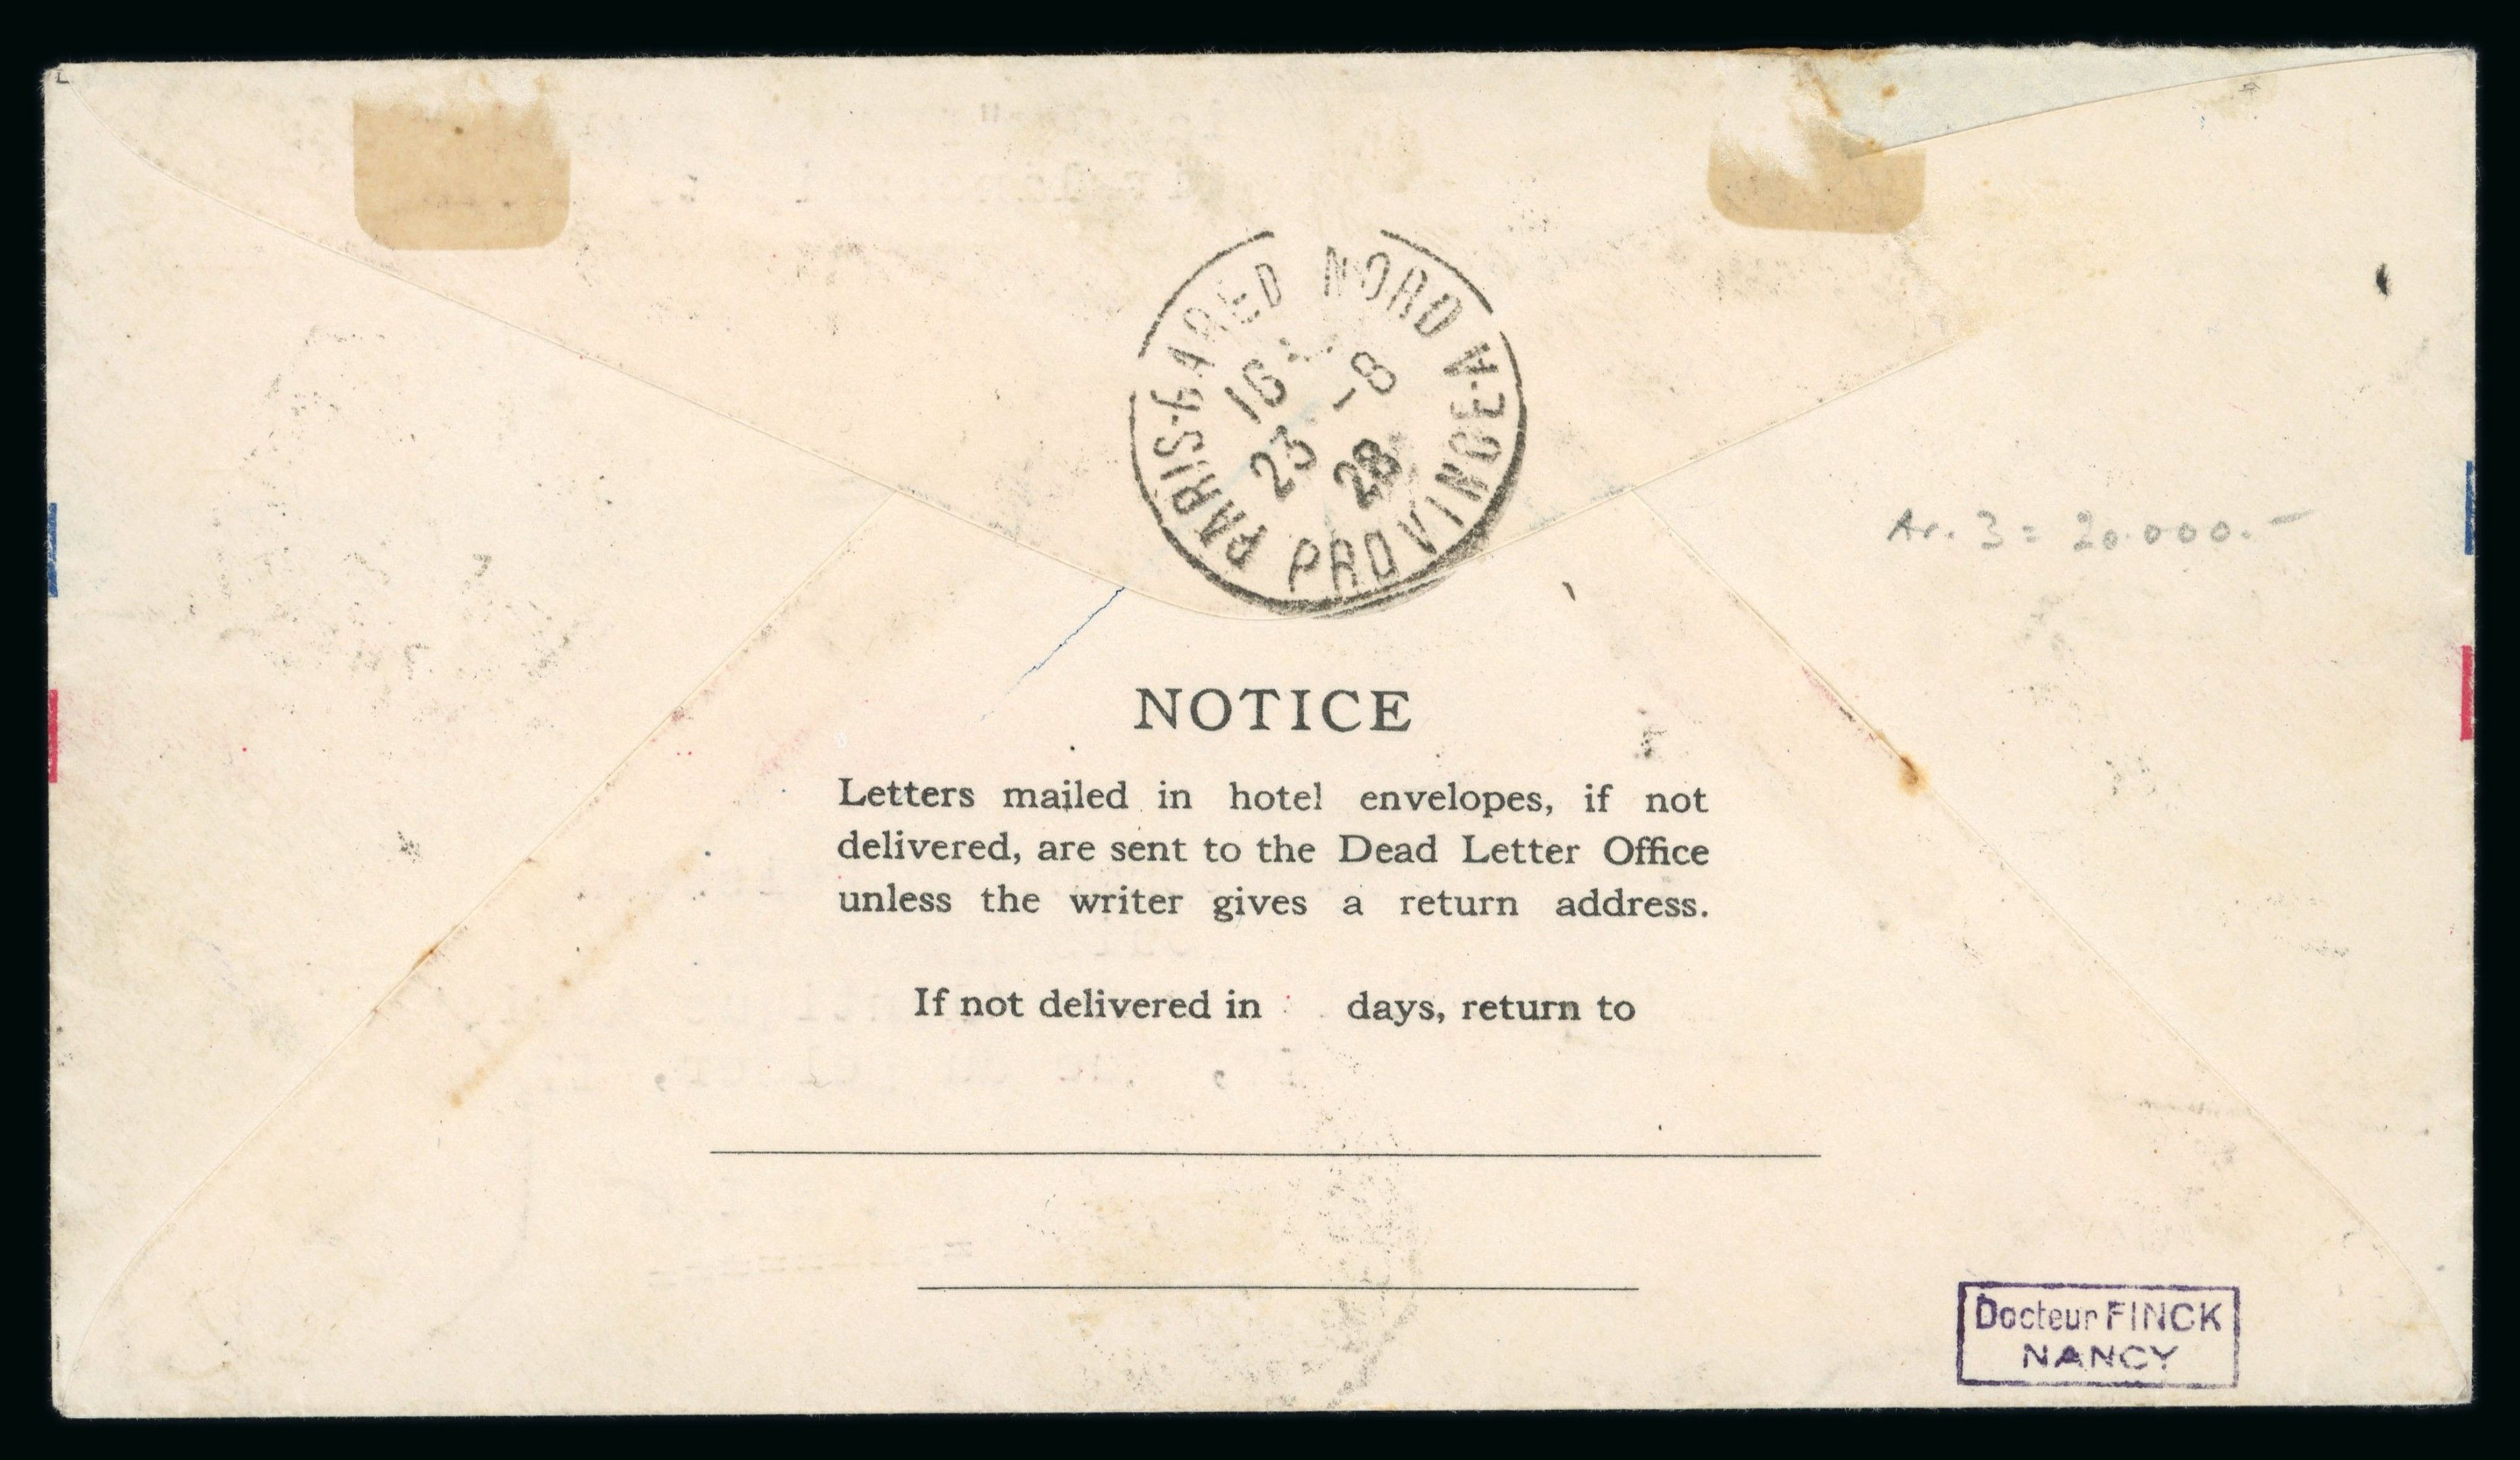 PARIS-GARE D NORD A
PROVINCE-A
16 -8
23 28
Ar. 3 = 20.000.-
NOTICE
Letters mailed in hotel envelopes, if not
delivered, are sent to the Dead Letter Office
unless the writer gives a return address.
If not delivered in days, return to
Docteur FINCK
NANCY